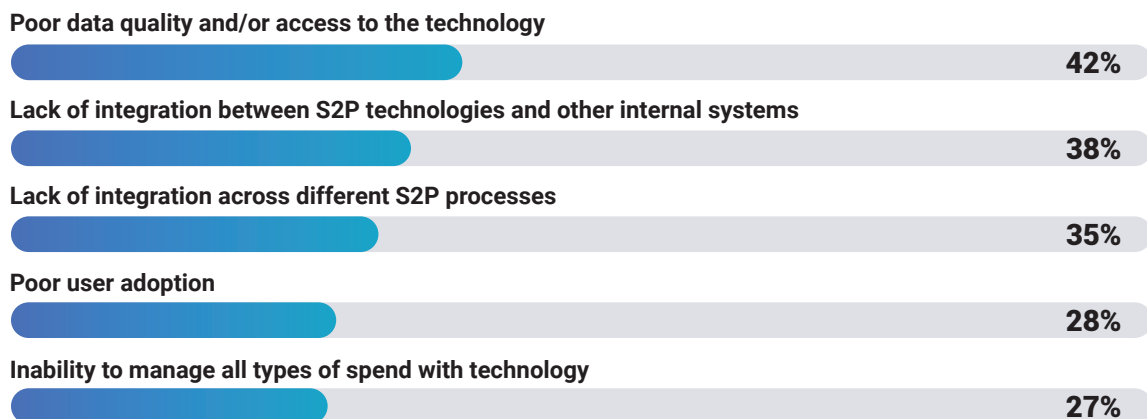 Poor data quality and/or access to the technology
42%
Lack of integration between S2P technologies and other internal systems
38%
Lack of integration across different S2P processes
35%
Poor user adoption
28%
Inability to manage all types of spend with technology
27%